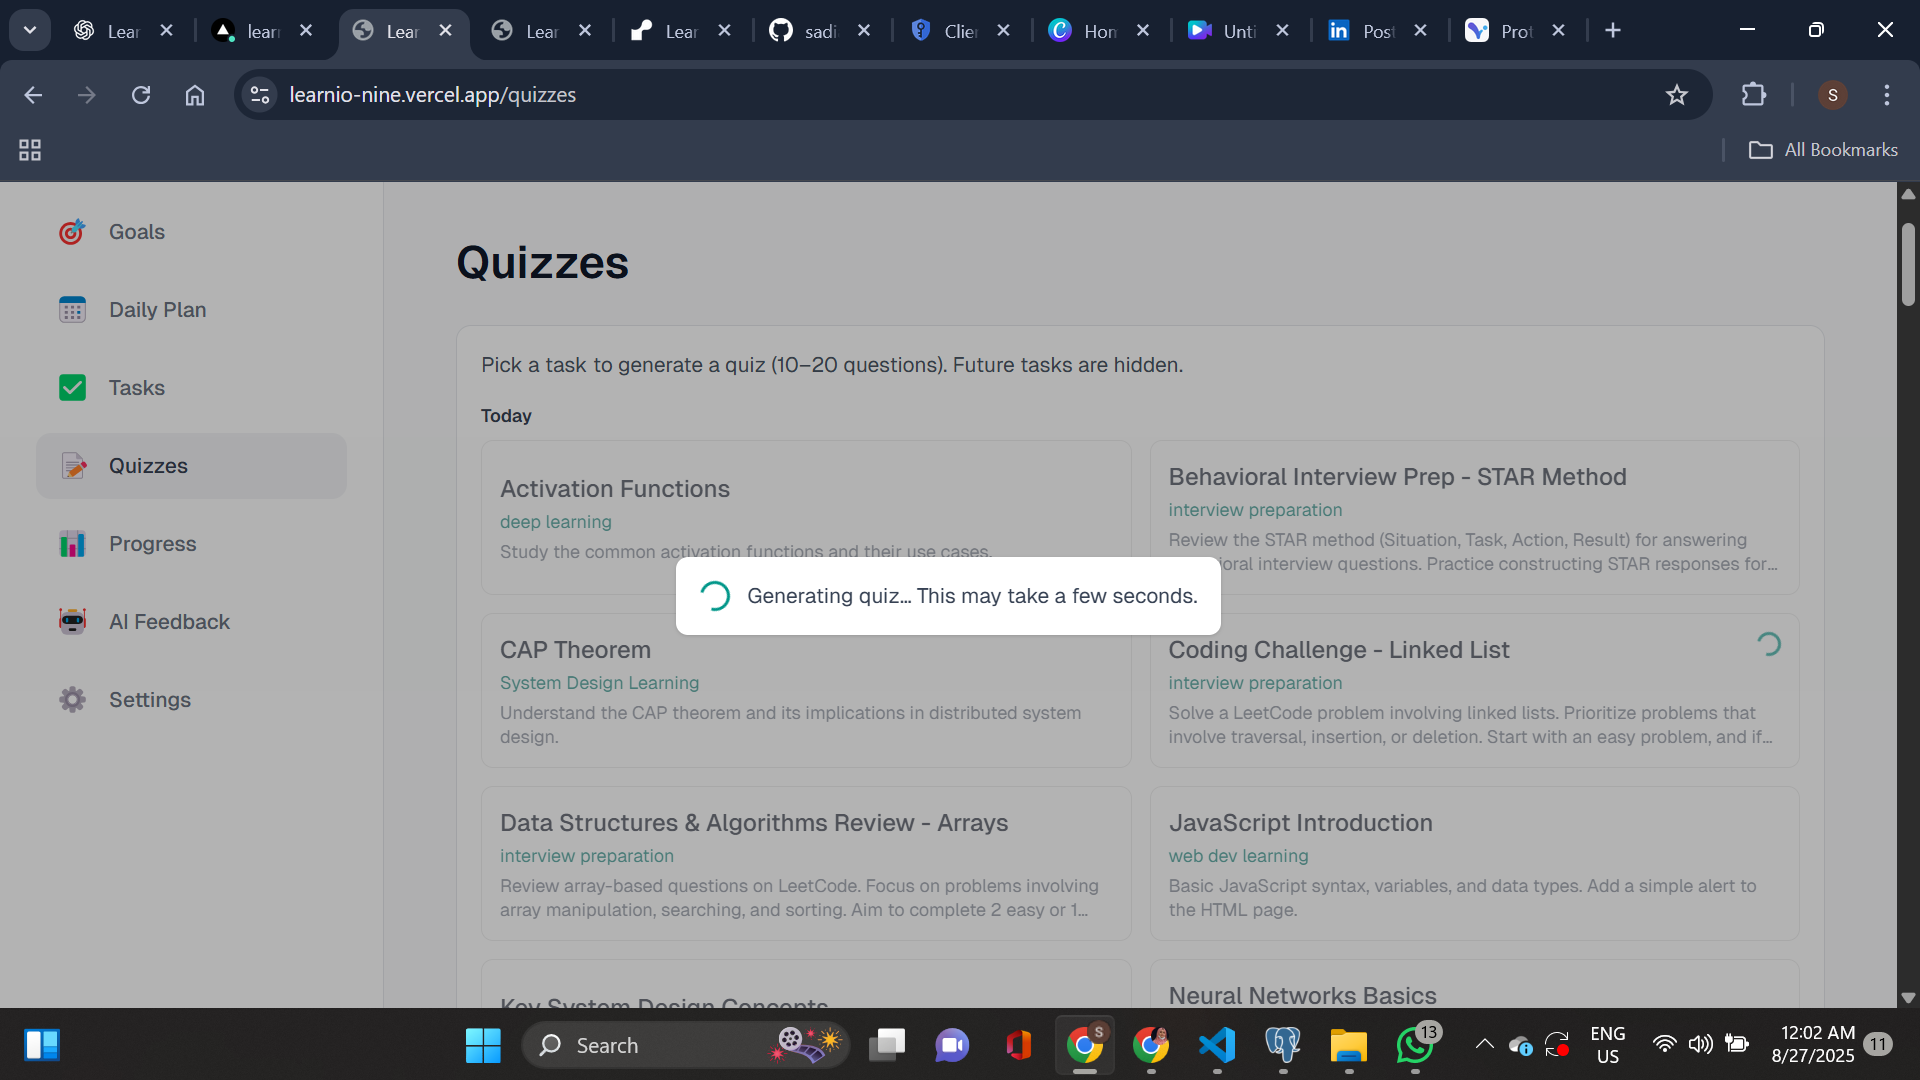 Lear
learn
Lear
Lear
Lear
sadi
Clien
Hom
Unti
Post
Prot
learnio-nine.vercel.app/quizzes
S
All Bookmarks
Goals
Daily Plan
Tasks
Quizzes
Progress
AI Feedback
Settings
Quizzes
Pick a task to generate a quiz (10–20 questions). Future tasks are hidden.
Today
Activation Functions
deep learning
Study the common activation functions and their use cases.
Behavioral Interview Prep - STAR Method
interview preparation
Review the STAR method (Situation, Task, Action, Result) for answering
oral interview questions. Practice constructing STAR responses for...
Generating quiz... This may take a few seconds.
CAP Theorem
System Design Learning
Understand the CAP theorem and its implications in distributed system
design.
Coding Challenge - Linked List
interview preparation
Solve a LeetCode problem involving linked lists. Prioritize problems that
involve traversal, insertion, or deletion. Start with an easy problem, and if...
Data Structures & Algorithms Review - Arrays
interview preparation
Review array-based questions on LeetCode. Focus on problems involving
array manipulation, searching, and sorting. Aim to complete 2 easy or 1...
JavaScript Introduction
web dev learning
Basic JavaScript syntax, variables, and data types. Add a simple alert to
the HTML page.
Key System Design Concepts
Neural Networks Basics
Search
S
13
ENG
US
12:02 AM
8/27/2025
11